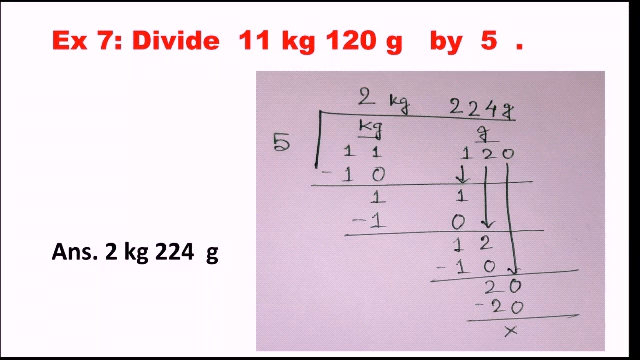 Ex 7: Divide 11 kg 120 g by 5 .
2 kg 224 g
kg g
5 1 1 1 2 0
- 1 0
1 1
- 1 0
1 2
- 1 0
2 0
- 2 0
x
Ans. 2 kg 224 g